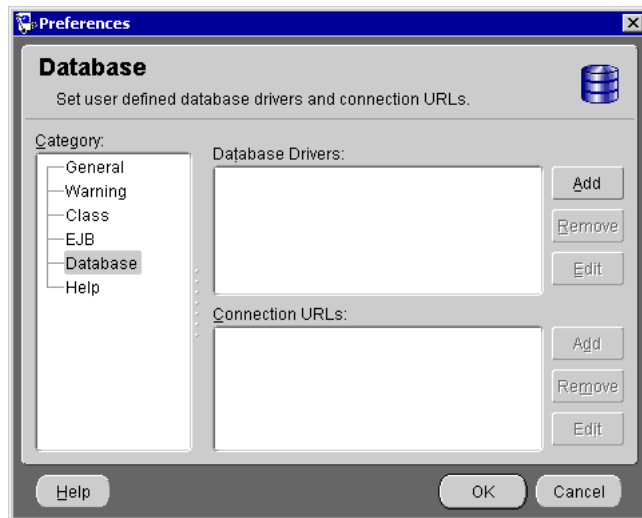 Preferences
Database
Set user defined database drivers and connection URLs.
Category:
General
Warning
Class
EJB
Database
Help
Database Drivers:
Add
Remove
Edit
Connection URLs:
Add
Remove
Edit
Help
OK
Cancel